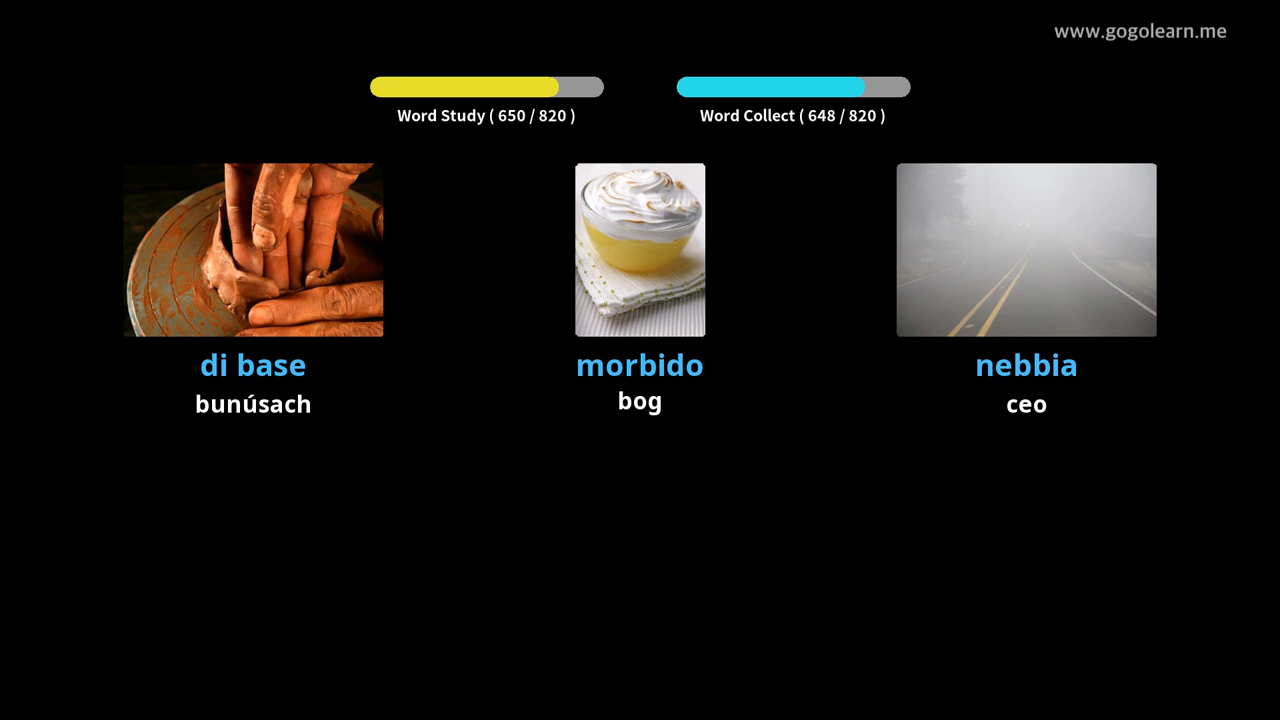 www.gogolearn.me
Word Study ( 650 / 820 )
Word Collect ( 648 / 820 )
di base
bunúsach
morbido
bog
nebbia
ceo